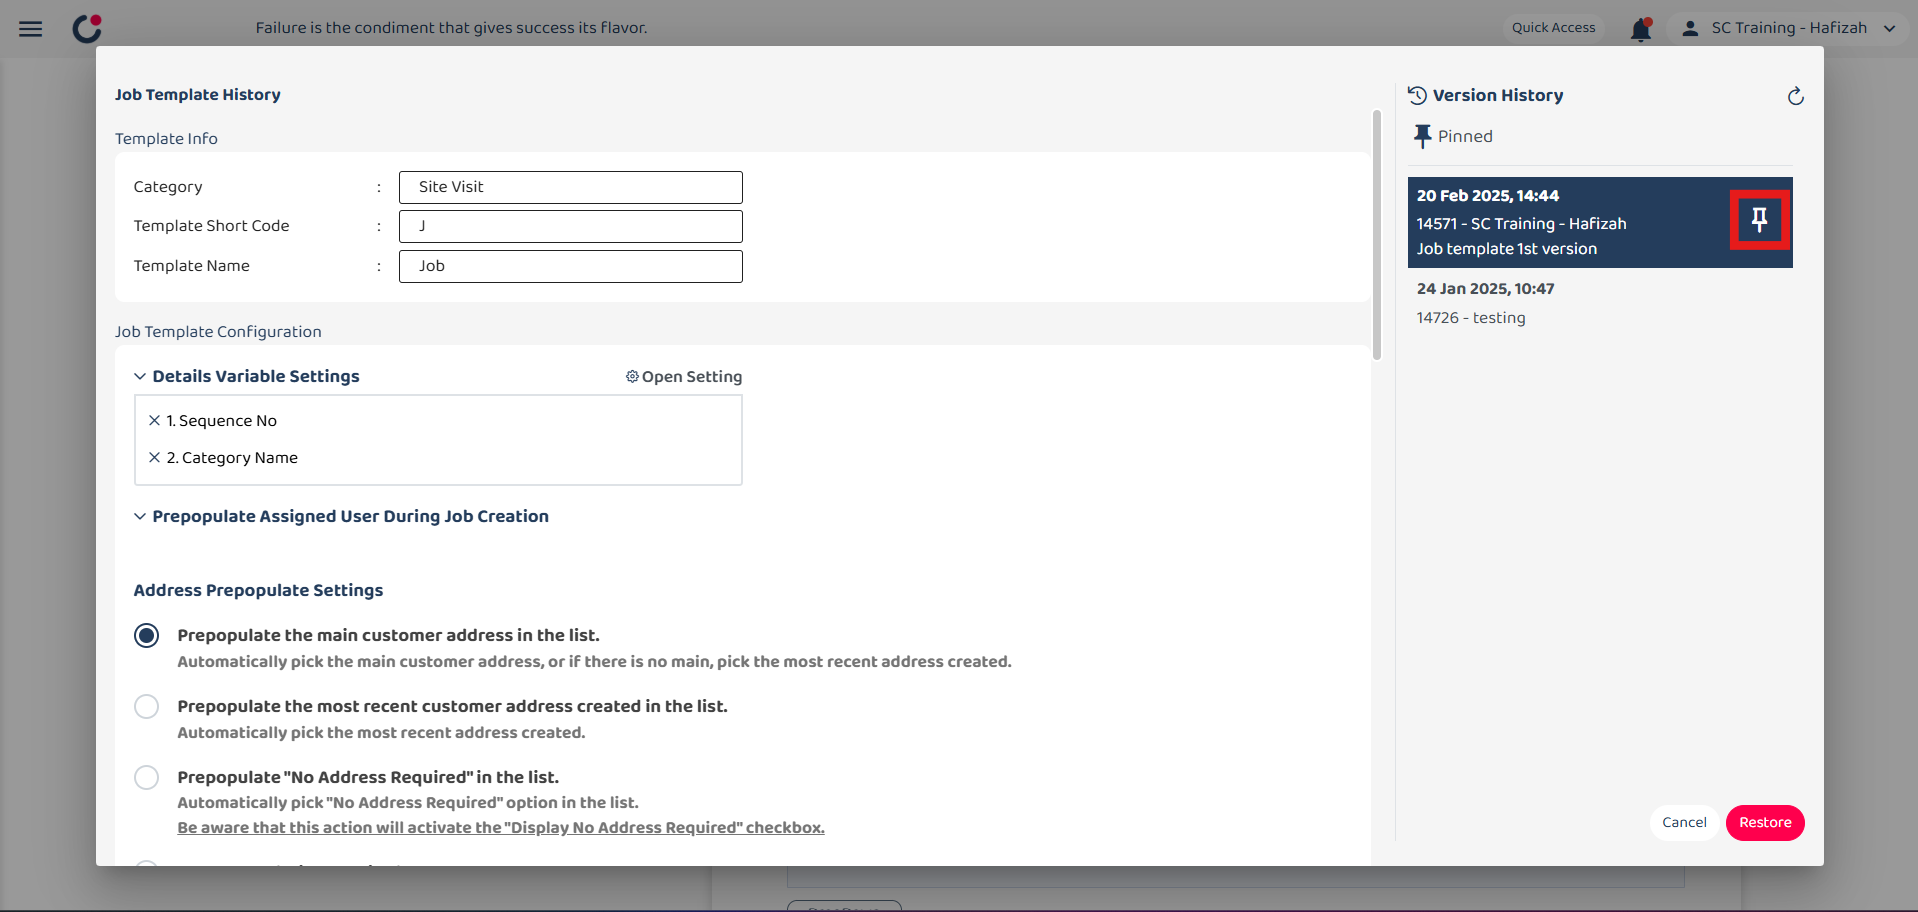 Failure is the condiment that gives success its flavor.
Quick Access
SC Training - Hafizah
Job Template History
Template Info
Category : Site Visit
Template Short Code : J
Template Name : Job
Job Template Configuration
Details Variable Settings
Open Setting
1. Sequence No
2. Category Name
Prepopulate Assigned User During Job Creation
Address Prepopulate Settings
Prepopulate the main customer address in the list.
Automatically pick the main customer address, or if there is no main, pick the most recent address created.
Prepopulate the most recent customer address created in the list.
Automatically pick the most recent address created.
Prepopulate "No Address Required" in the list.
Automatically pick "No Address Required" option in the list.
Be aware that this action will activate the "Display No Address Required" checkbox.
Version History
Pinned
20 Feb 2025, 14:44
14571 - SC Training - Hafizah
Job template 1st version
24 Jan 2025, 10:47
14726 - testing
Cancel
Restore